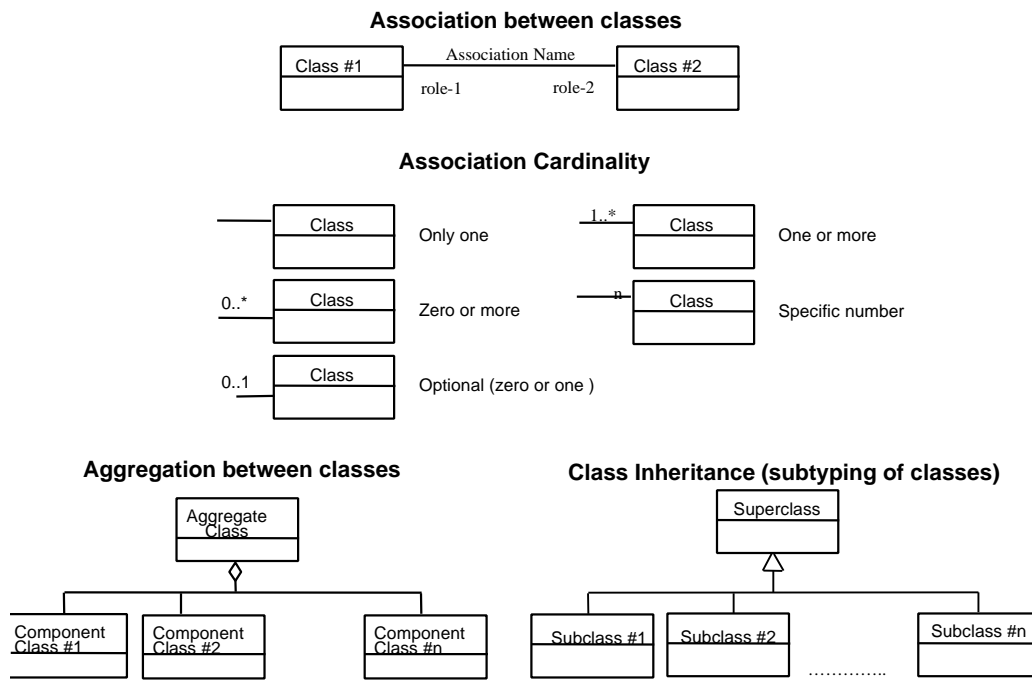 Association between classes
Class #1
Association Name
Class #2
role-1
role-2
Association Cardinality
Class
Only one
1..*
Class
One or more
0..*
Class
Zero or more
n
Class
Specific number
0..1
Class
Optional (zero or one )
Aggregation between classes
Aggregate
Class
Component
Class #1
Component
Class #2
Component
Class #n
Class Inheritance (subtyping of classes)
Superclass
Subclass #1
Subclass #2
…………..
Subclass #n